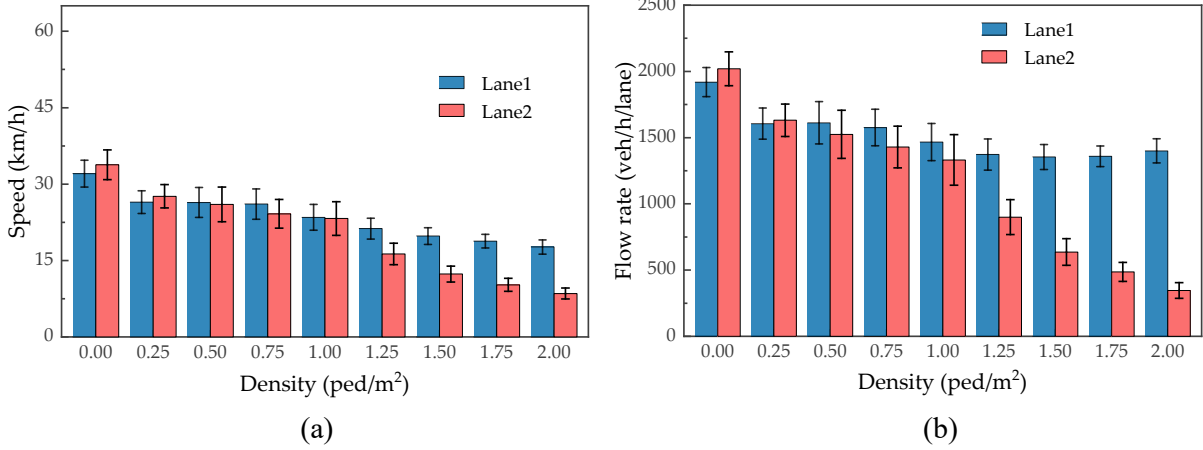 60
45
30
15
0
Speed (km/h)
Lane1
Lane2
0.00 0.25 0.50 0.75 1.00 1.25 1.50 1.75 2.00
Density (ped/m²)
(a)
2500
2000
1500
1000
500
0
Flow rate (veh/h/lane)
Lane1
Lane2
0.00 0.25 0.50 0.75 1.00 1.25 1.50 1.75 2.00
Density (ped/m²)
(b)